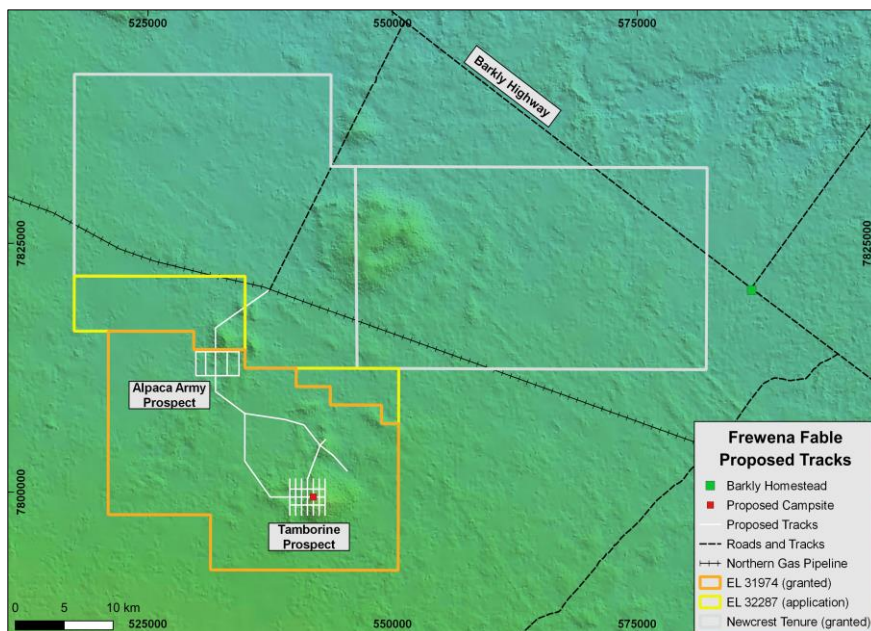 525000
550000
575000
Barkly Highway
7825000
7825000
Alpaca Army
Prospect
7800000
Tamborine
Prospect
Frewena Fable
Proposed Tracks
Barkly Homestead
Proposed Campsite
Proposed Tracks
Roads and Tracks
Northern Gas Pipeline
EL 31974 (granted)
EL 32287 (application)
Newcrest Tenure (granted)
0 5 10 km
525000
550000
575000